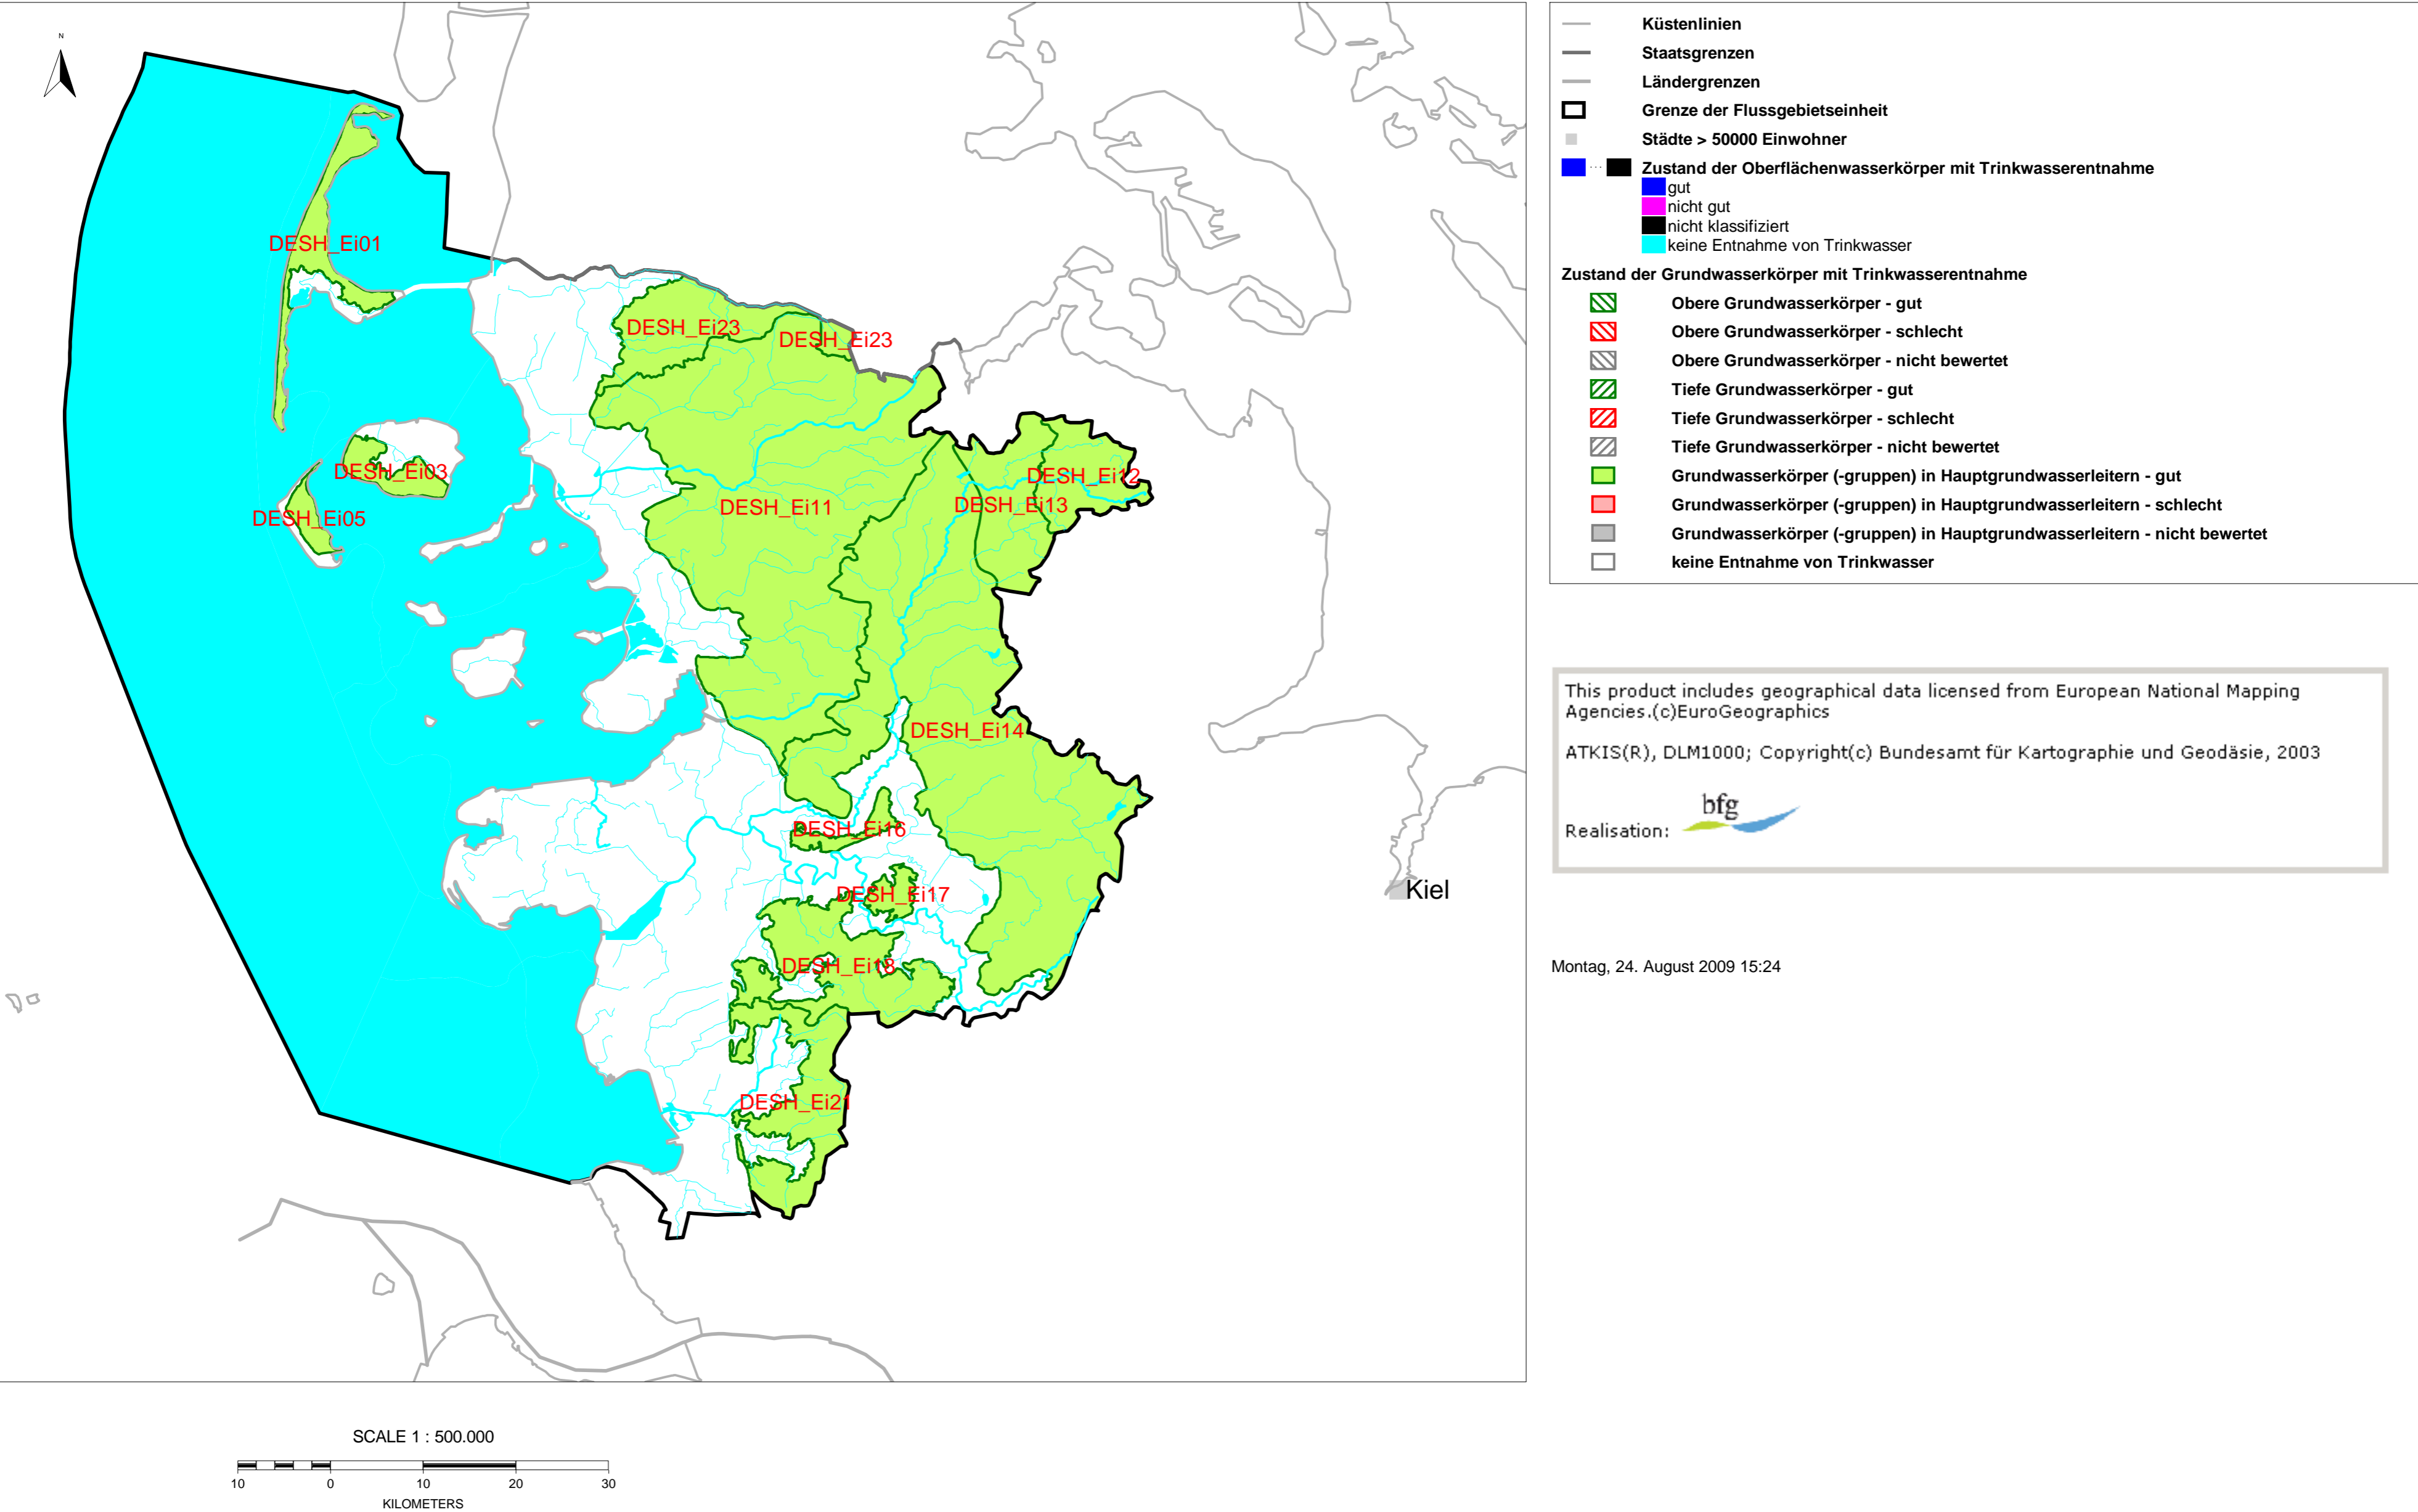 N
DESH_Ei01
DESH_Ei23
DESH_Ei23
DESH_Ei03
DESH_Ei12
DESH_Ei05
DESH_Ei11
DESH_Ei13
DESH_Ei14
DESH_Ei16
DESH_Ei17
Kiel
DESH_Ei18
DESH_Ei21
SCALE 1 : 500.000
10 0 10 20 30
KILOMETERS
Küstenlinien
Staatsgrenzen
Ländergrenzen
Grenze der Flussgebietseinheit
Städte > 50000 Einwohner
... Zustand der Oberflächenwasserkörper mit Trinkwasserentnahme
gut
nicht gut
nicht klassifiziert
keine Entnahme von Trinkwasser
Zustand der Grundwasserkörper mit Trinkwasserentnahme
Obere Grundwasserkörper - gut
Obere Grundwasserkörper - schlecht
Obere Grundwasserkörper - nicht bewertet
Tiefe Grundwasserkörper - gut
Tiefe Grundwasserkörper - schlecht
Tiefe Grundwasserkörper - nicht bewertet
Grundwasserkörper (-gruppen) in Hauptgrundwasserleitern - gut
Grundwasserkörper (-gruppen) in Hauptgrundwasserleitern - schlecht
Grundwasserkörper (-gruppen) in Hauptgrundwasserleitern - nicht bewertet
keine Entnahme von Trinkwasser
This product includes geographical data licensed from European National Mapping
Agencies.(c)EuroGeographics
ATKIS(R), DLM1000; Copyright(c) Bundesamt für Kartographie und Geodäsie, 2003
bfg
Realisation:
Montag, 24. August 2009 15:24